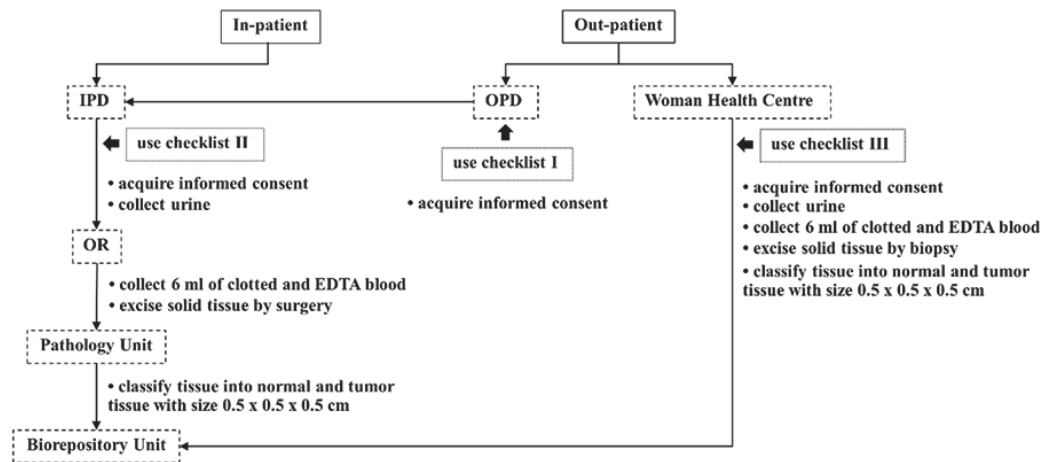 In-patient
Out-patient
IPD
OPD
Woman Health Centre
use checklist II
use checklist I
use checklist III
• acquire informed consent
• collect urine
• acquire informed consent
• acquire informed consent
• collect urine
• collect 6 ml of clotted and EDTA blood
• excise solid tissue by biopsy
• classify tissue into normal and tumor
tissue with size 0.5 x 0.5 x 0.5 cm
OR
• collect 6 ml of clotted and EDTA blood
• excise solid tissue by surgery
Pathology Unit
• classify tissue into normal and tumor
tissue with size 0.5 x 0.5 x 0.5 cm
Biorepository Unit